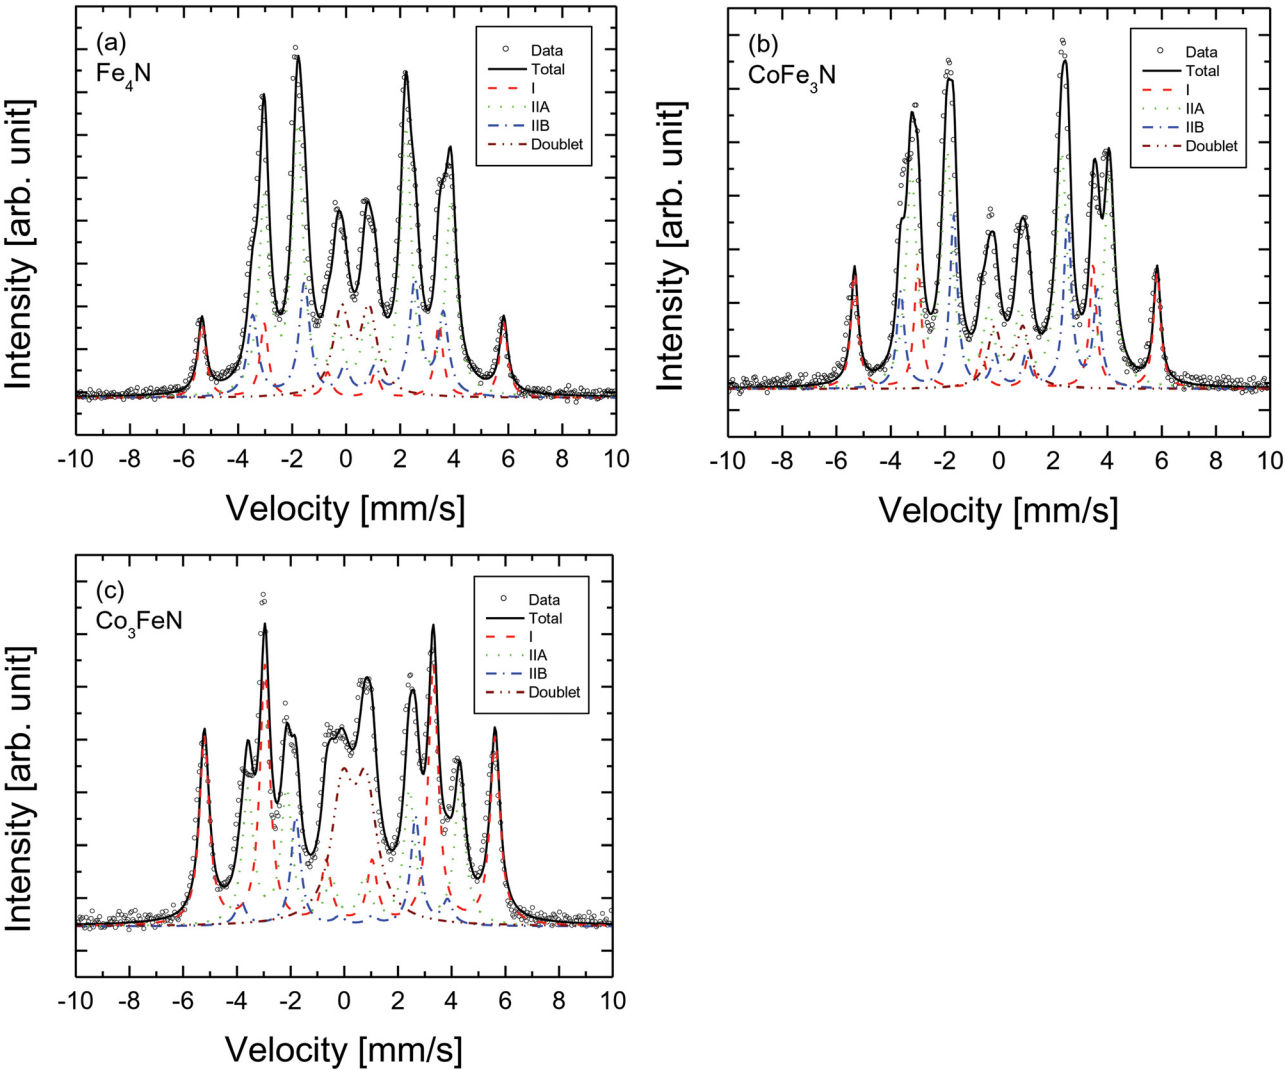 (a)
Fe₄N
Data
Total
I
IIA
IIB
Doublet
Intensity [arb. unit]
-10 -8 -6 -4 -2 0 2 4 6 8 10
Velocity [mm/s]
(b)
CoFe₃N
Data
Total
I
IIA
IIB
Doublet
Intensity [arb. unit]
-10 -8 -6 -4 -2 0 2 4 6 8 10
Velocity [mm/s]
(c)
Co₃FeN
Data
Total
I
IIA
IIB
Doublet
Intensity [arb. unit]
-10 -8 -6 -4 -2 0 2 4 6 8 10
Velocity [mm/s]